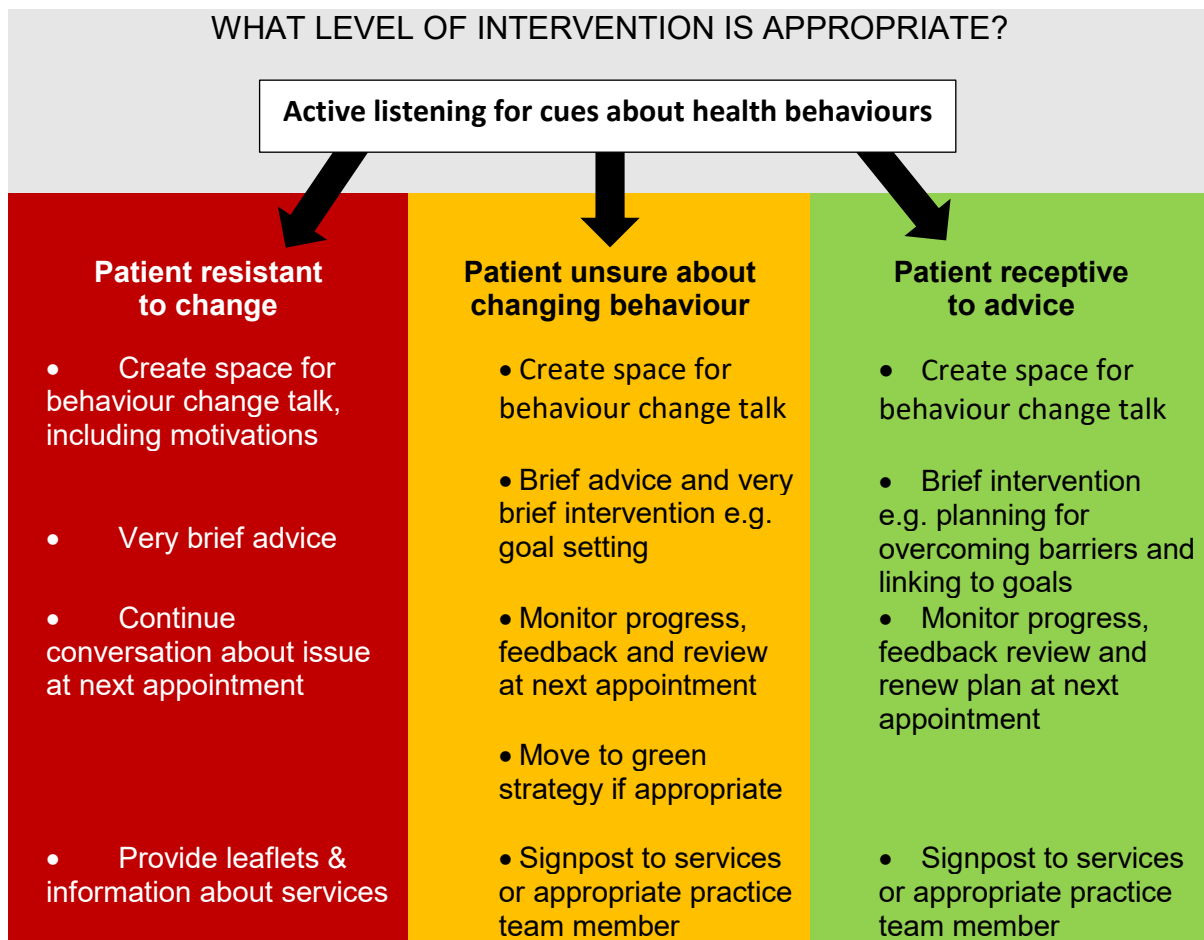 WHAT LEVEL OF INTERVENTION IS APPROPRIATE?
Active listening for cues about health behaviours
Patient resistant
to change
• Create space for
behaviour change talk,
including motivations
• Very brief advice
• Continue
conversation about issue
at next appointment
• Provide leaflets &
information about services
Patient unsure about
changing behaviour
• Create space for
behaviour change talk
• Brief advice and very
brief intervention e.g.
goal setting
• Monitor progress,
feedback and review
at next appointment
• Move to green
strategy if appropriate
• Signpost to services
or appropriate practice
team member
Patient receptive
to advice
• Create space for
behaviour change talk
• Brief intervention
e.g. planning for
overcoming barriers and
linking to goals
• Monitor progress,
feedback review and
renew plan at next
appointment
• Signpost to services
or appropriate practice
team member